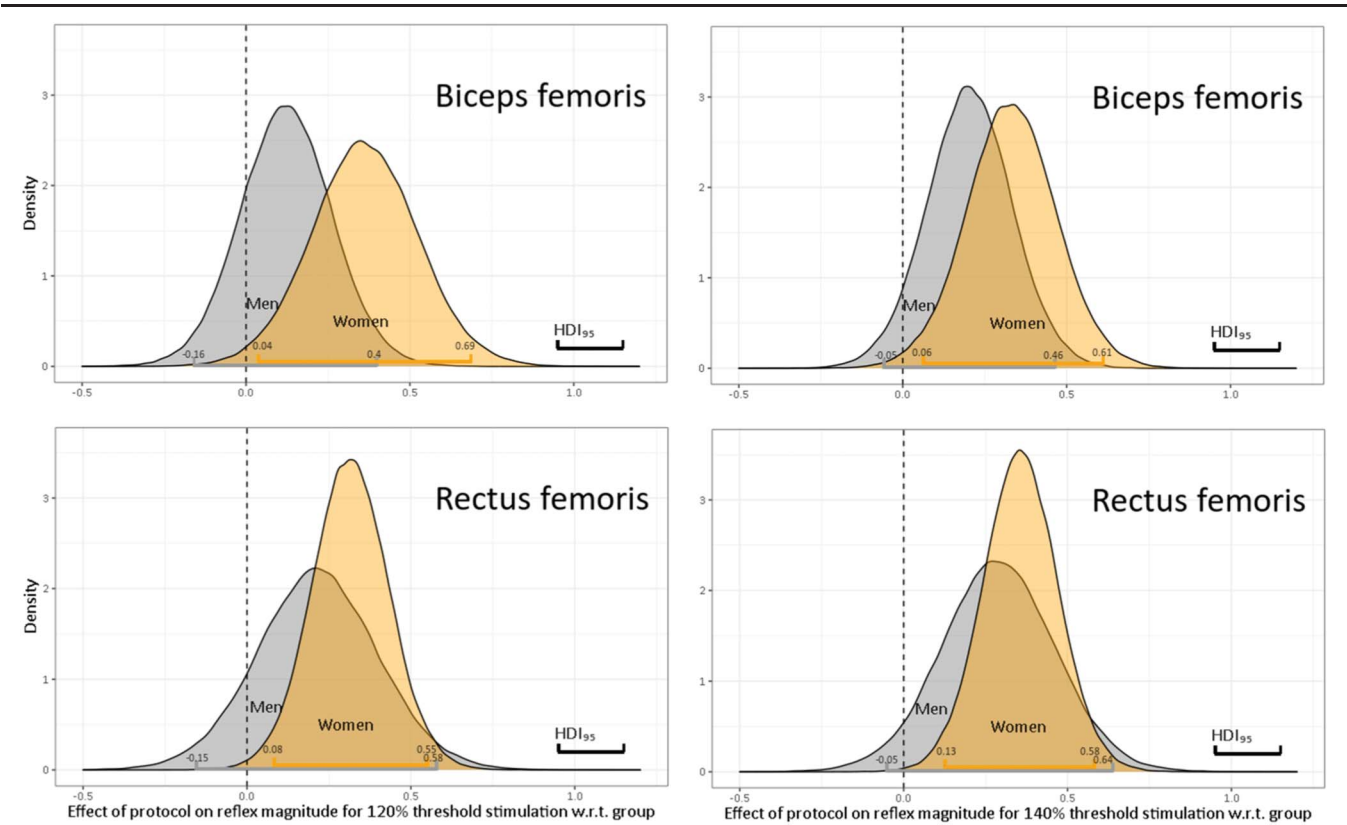 Biceps femoris
3
2
1
0
Density
Men
Women
HDI95
-0.16
0.04
0.4
0.69
-0.5
0.0
0.5
1.0
Biceps femoris
3
2
1
0
Men
Women
HDI95
-0.05
0.06
0.46
0.61
-0.5
0.0
0.5
1.0
Rectus femoris
3
2
1
0
Density
Men
Women
HDI95
-0.15
0.08
0.55
0.58
-0.5
0.0
0.5
1.0
Effect of protocol on reflex magnitude for 120% threshold stimulation w.r.t. group
Rectus femoris
3
2
1
0
Men
Women
HDI95
-0.05
0.13
0.58
0.64
-0.5
0.0
0.5
1.0
Effect of protocol on reflex magnitude for 140% threshold stimulation w.r.t. group